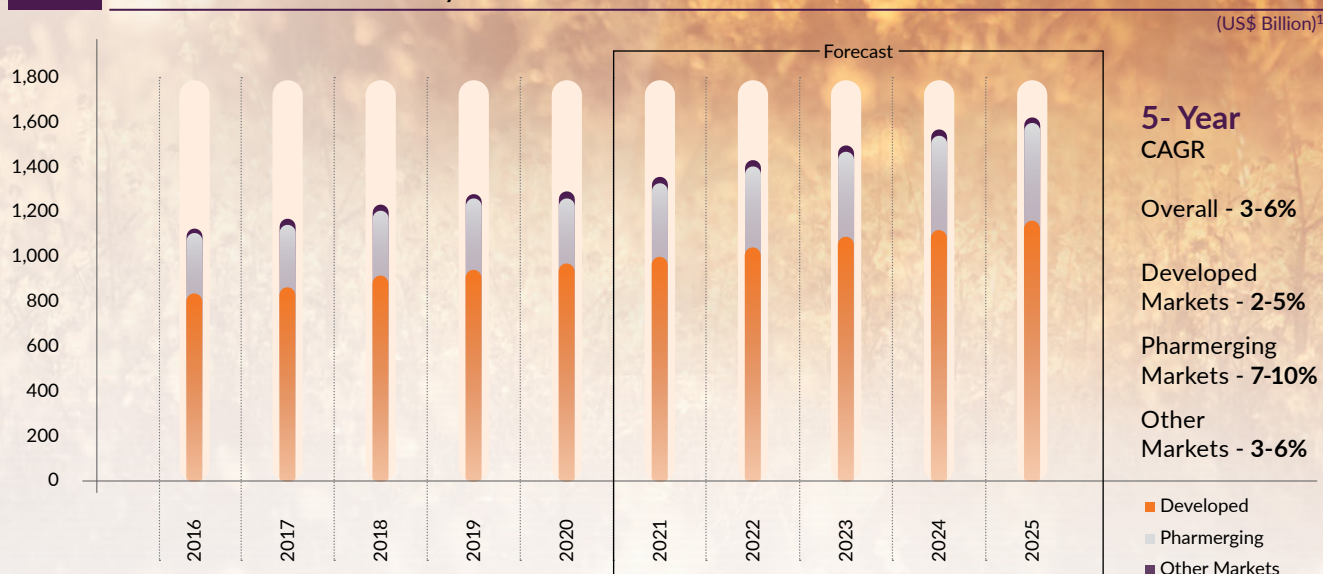 (US$ Billion)1
Forecast
1,800
1,600
1,400
1,200
1,000
800
600
400
200
0
2016
2017
2018
2019
2020
2021
2022
2023
2024
2025
5- Year
CAGR
Overall - 3-6%
Developed
Markets - 2-5%
Pharmerging
Markets - 7-10%
Other
Markets - 3-6%
Developed
Pharmerging
Other Markets